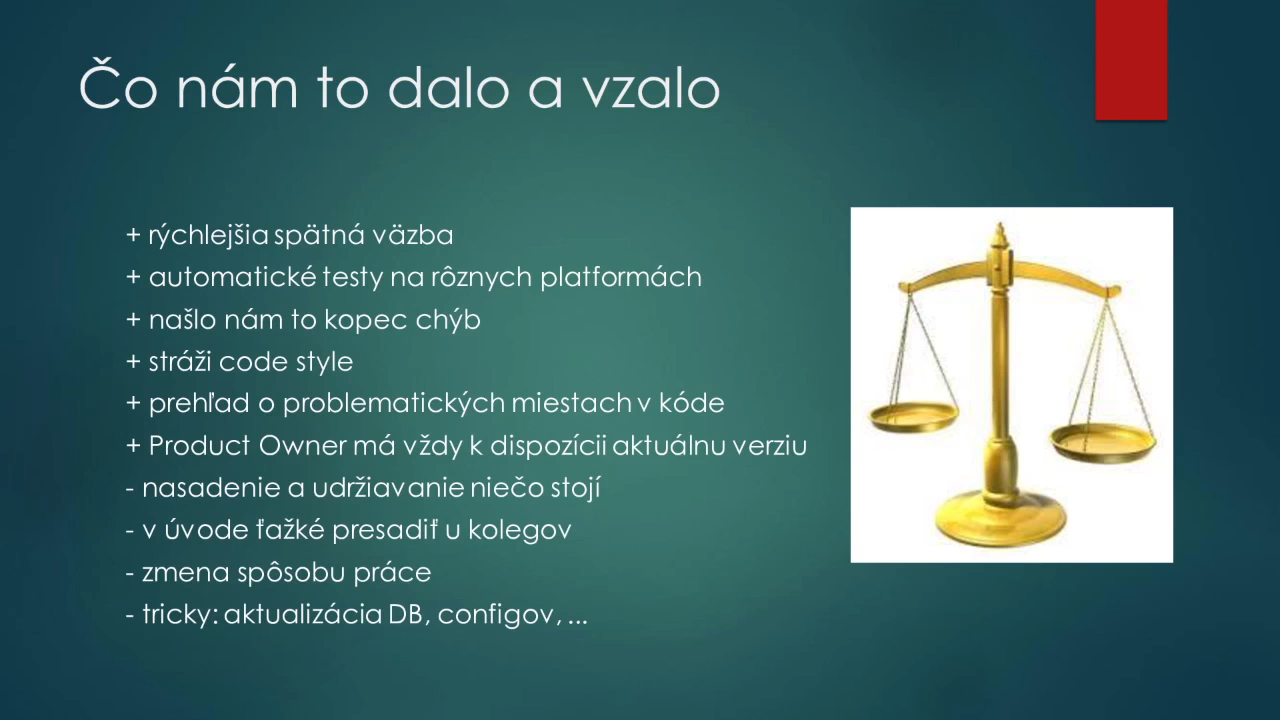 Čo nám to dalo a vzalo
+ rýchlejšia spätná väzba
+ automatické testy na rôznych platformách
+ našlo nám to kopec chýb
+ stráži code style
+ prehľad o problematických miestach v kóde
+ Product Owner má vždy k dispozícii aktuálnu verziu
- nasadenie a udržiavanie niečo stojí
- v úvode ťažké presadiť u kolegov
- zmena spôsobu práce
- tricky: aktualizácia DB, configov, ...